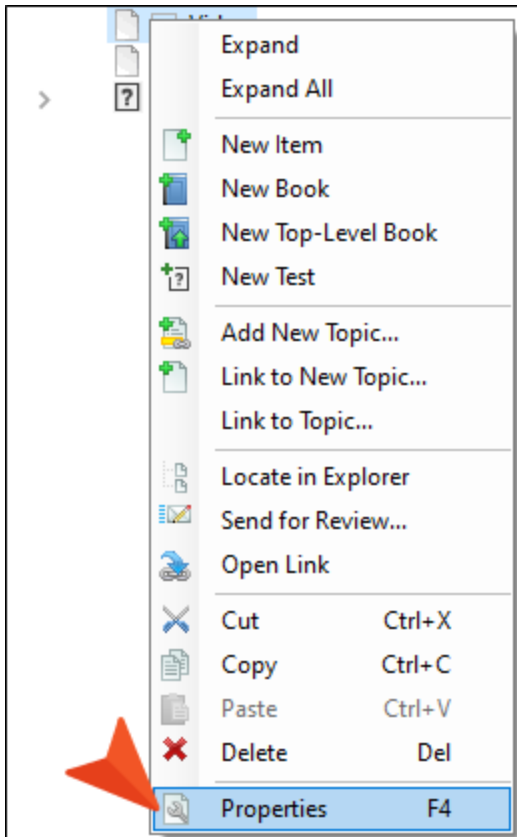 Expand
Expand All
New Item
New Book
New Top-Level Book
New Test
Add New Topic...
Link to New Topic...
Link to Topic...
Locate in Explorer
Send for Review...
Open Link
Cut Ctrl+X
Copy Ctrl+C
Paste Ctrl+V
Delete Del
Properties F4